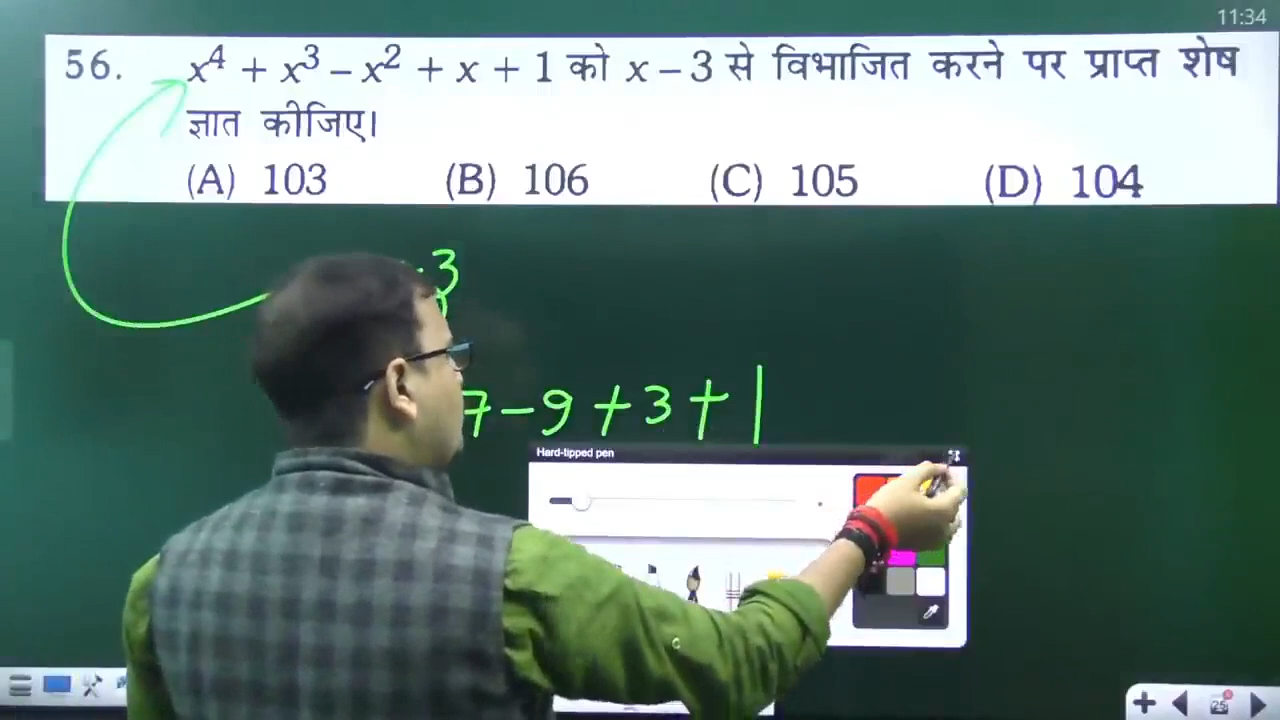 11:34
56. x⁴ + x³ – x² + x + 1 को x – 3 से विभाजित करने पर प्राप्त शेष
ज्ञात कीजिए।
(A) 103 (B) 106 (C) 105 (D) 104
3
7 – 9 + 3 + 1
Hard-tipped pen
25